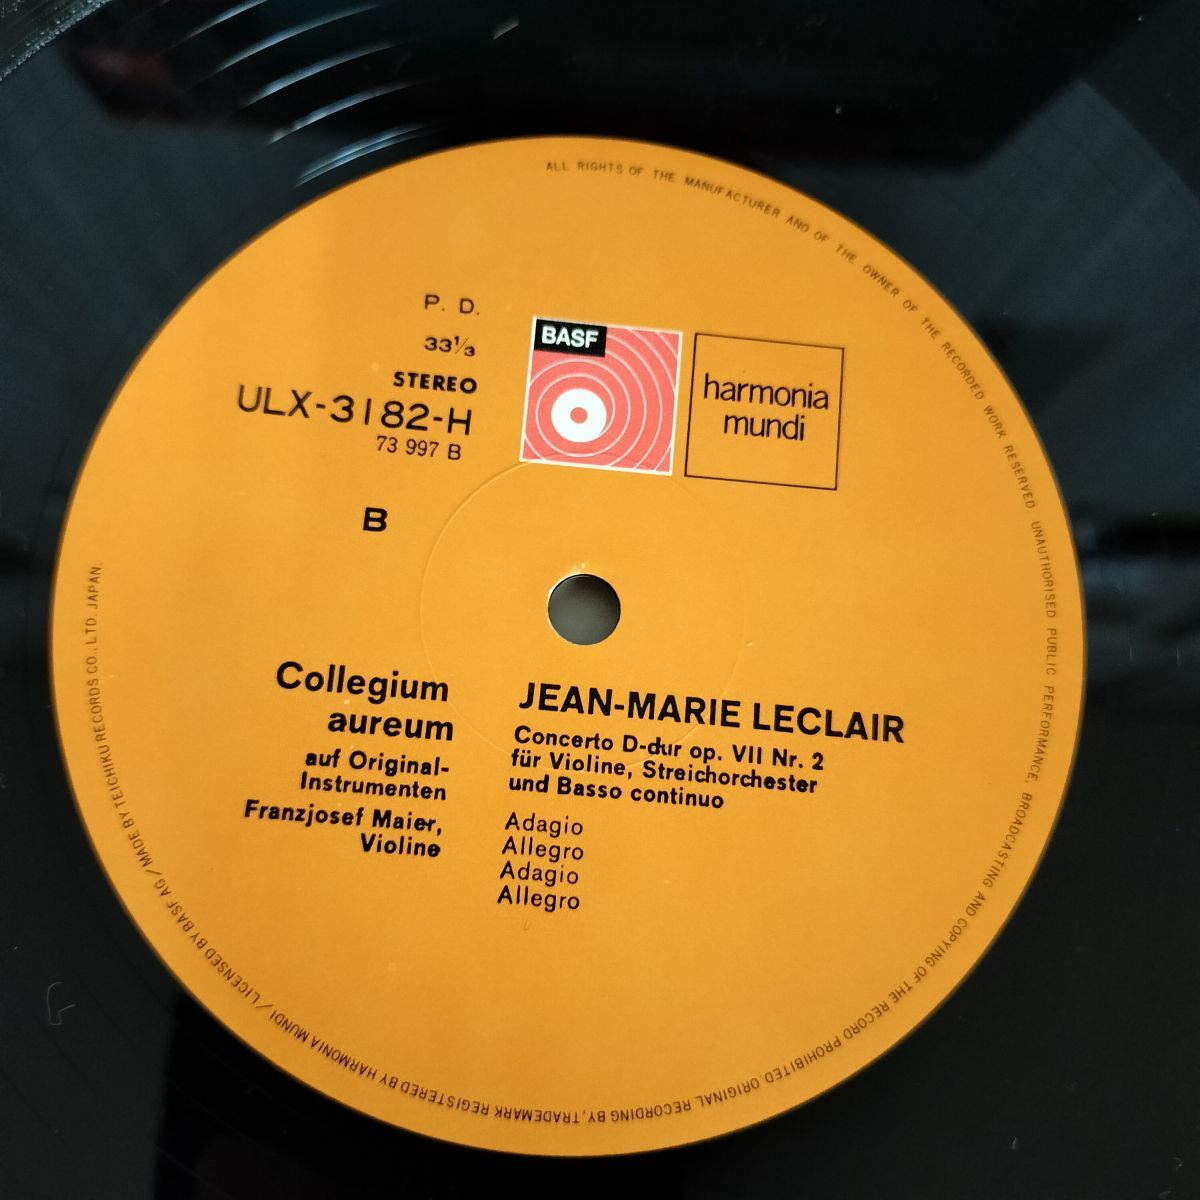 P. D.
33⅓
STEREO
ULX-3182-H
73 997 B
B
BASF
harmonia
mundi
Collegium
aureum
auf Original-
Instrumenten
Franzjosef Maier,
Violine
JEAN-MARIE LECLAIR
Concerto D-dur op. VII Nr. 2
für Violine, Streichorchester
und Basso continuo
Adagio
Allegro
Adagio
Allegro
ALL RIGHTS OF THE MANUFACTURER AND OF THE OWNER OF THE RECORDED WORK RESERVED. UNAUTHORISED PUBLIC PERFORMANCE, BROADCASTING AND COPYING OF THE RECORD PROHIBITED. ORIGINAL RECORDING BY, TRADEMARK REGISTERED BY HARMONIA MUNDI / LICENSED BY BASF AG / MADE BY TEICHIKU RECORDS CO., LTD. JAPAN.